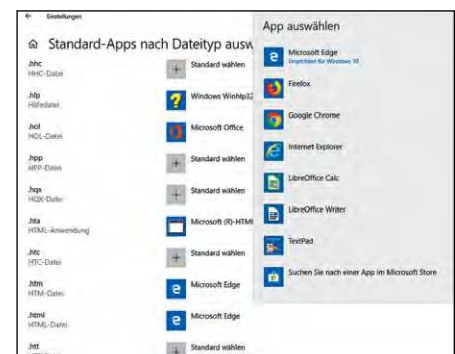 ← Einstellungen
Standard-Apps nach Dateityp ausw
.hhc
HHC-Datei
Standard wählen
.hlp
Hilfedatei
Windows Winhlp32
.hol
HOL-Datei
Microsoft Office
.hpp
HPP-Datei
Standard wählen
.hqx
HQX-Datei
Standard wählen
.hta
HTML-Anwendung
Microsoft (R)-HTML
.htc
HTC-Datei
Standard wählen
.htm
HTM-Datei
Microsoft Edge
.html
HTML-Datei
Microsoft Edge
.htt
Standard wählen
App auswählen
Microsoft Edge
Empfohlen für Windows 10
Firefox
Google Chrome
Internet Explorer
LibreOffice Calc
LibreOffice Writer
TextPad
Suchen Sie nach einer App im Microsoft Store